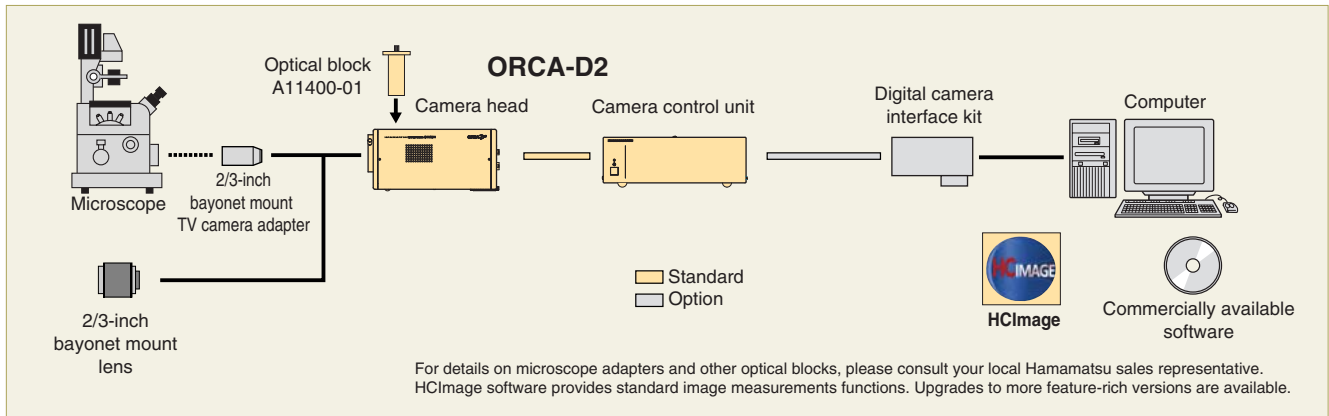 ORCA-D2
Optical block
A11400-01
Camera head
Camera control unit
Digital camera
interface kit
Computer
Microscope
2/3-inch
bayonet mount
TV camera adapter
2/3-inch
bayonet mount
lens
Standard
Option
HCIMAGE
HCImage
Commercially available
software
For details on microscope adapters and other optical blocks, please consult your local Hamamatsu sales representative.
HCImage software provides standard image measurements functions. Upgrades to more feature-rich versions are available.